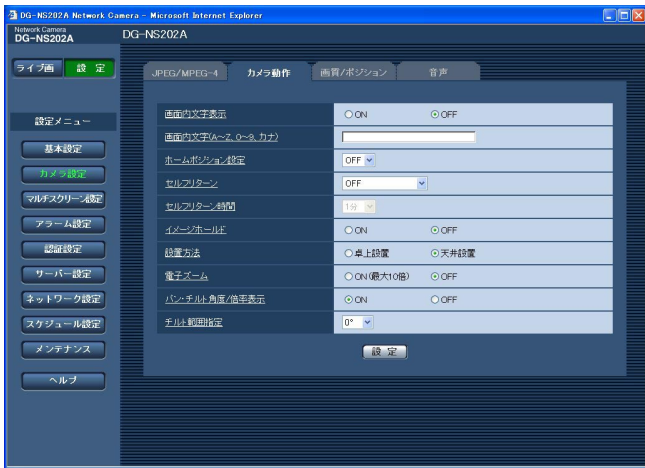 DG-NS202A Network Camera - Microsoft Internet Explorer
Network Camera
DG-NS202A
DG-NS202A
ライブ画 設 定
JPEG/MPEG-4 カメラ動作 画質/ポジション 音声
設定メニュー
基本設定
カメラ設定
マルチスクリーン設定
アラーム設定
認証設定
サーバー設定
ネットワーク設定
スケジュール設定
メンテナンス
ヘルプ
画面内文字表示 ON OFF
画面内文字(A～Z, 0～9, カナ)
ホームポジション設定 OFF
セルフリターン OFF
セルフリターン時間 1分
イメージホールド ON OFF
設置方法 卓上設置 天井設置
電子ズーム ON(最大10倍) OFF
パン・チルト角度/倍率表示 ON OFF
チルト範囲指定 0°
設 定